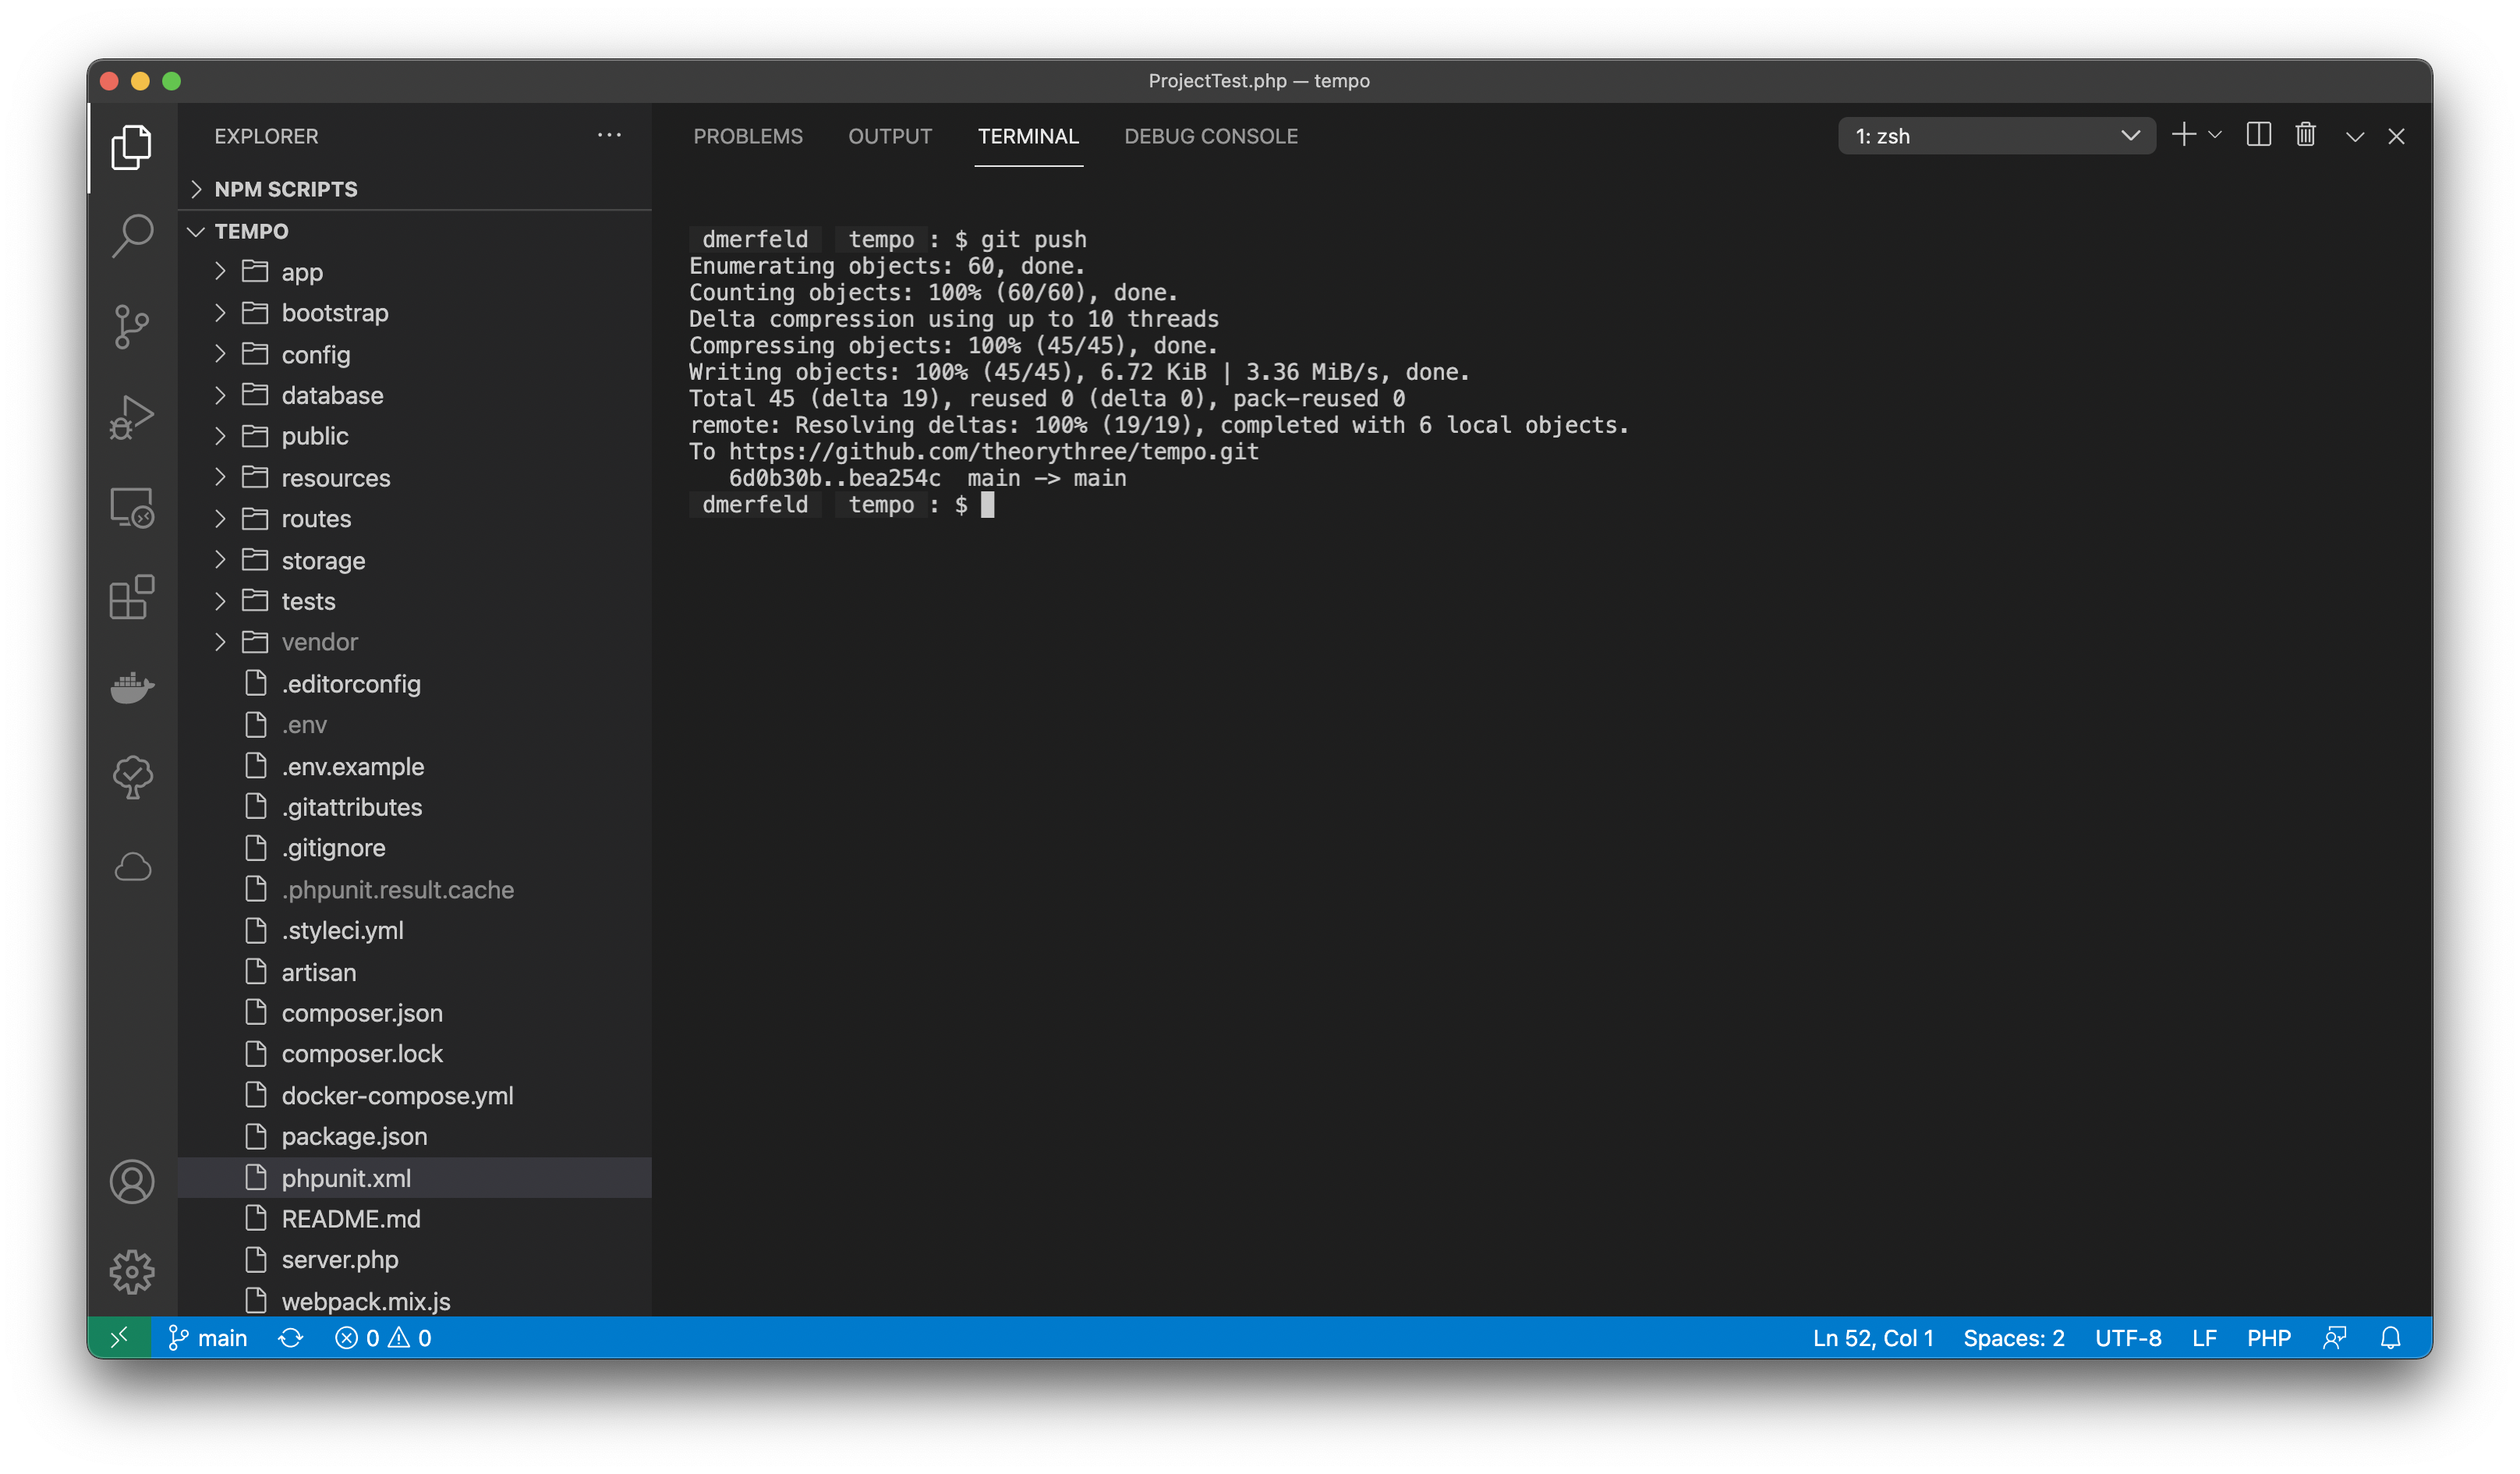 ProjectTest.php — tempo
EXPLORER
NPM SCRIPTS
TEMPO
app
bootstrap
config
database
public
resources
routes
storage
tests
vendor
.editorconfig
.env
.env.example
.gitattributes
.gitignore
.phpunit.result.cache
.styleci.yml
artisan
composer.json
composer.lock
docker-compose.yml
package.json
phpunit.xml
README.md
server.php
webpack.mix.js
PROBLEMS OUTPUT TERMINAL DEBUG CONSOLE 1: zsh
dmerfeld tempo : $ git push
Enumerating objects: 60, done.
Counting objects: 100% (60/60), done.
Delta compression using up to 10 threads
Compressing objects: 100% (45/45), done.
Writing objects: 100% (45/45), 6.72 KiB | 3.36 MiB/s, done.
Total 45 (delta 19), reused 0 (delta 0), pack-reused 0
remote: Resolving deltas: 100% (19/19), completed with 6 local objects.
To https://github.com/theorythree/tempo.git
6d0b30b..bea254c main -> main
dmerfeld tempo : $
main 0 0 Ln 52, Col 1 Spaces: 2 UTF-8 LF PHP